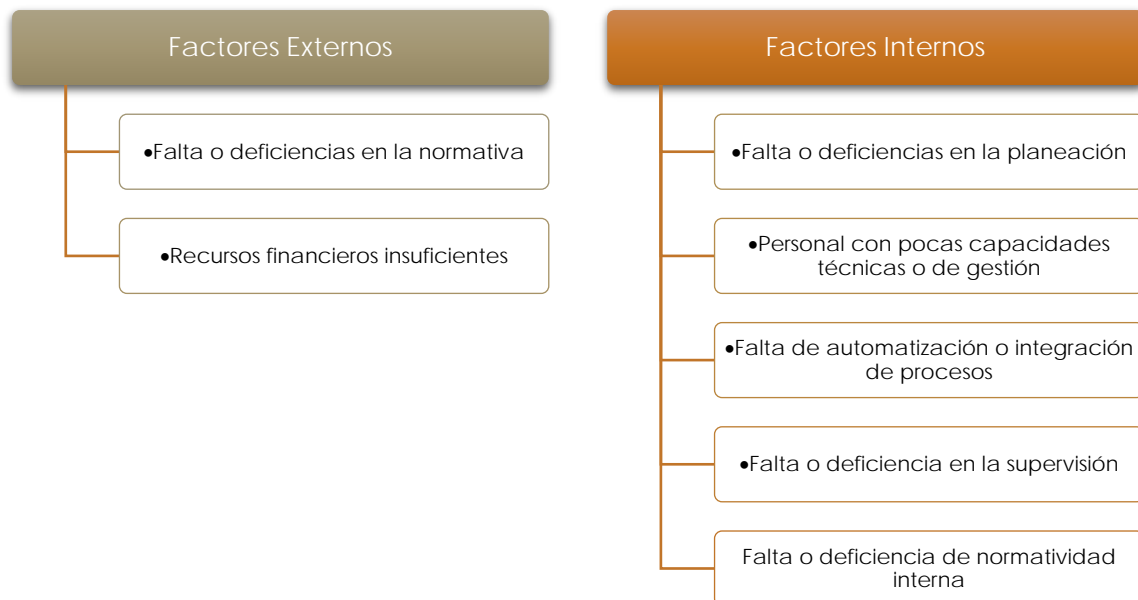 Factores Externos
•Falta o deficiencias en la normativa
•Recursos financieros insuficientes
Factores Internos
•Falta o deficiencias en la planeación
•Personal con pocas capacidades
técnicas o de gestión
•Falta de automatización o integración
de procesos
•Falta o deficiencia en la supervisión
Falta o deficiencia de normatividad
interna